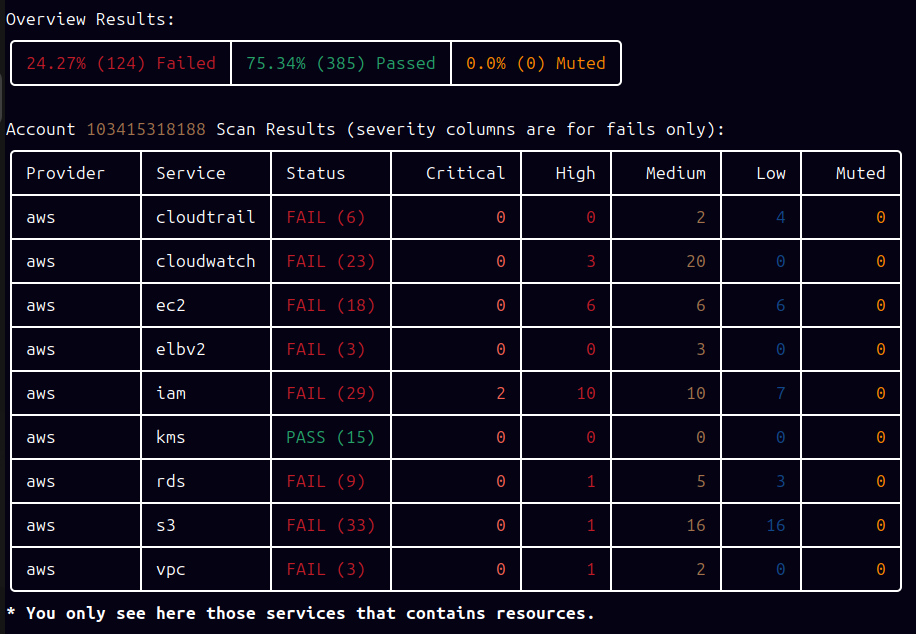 Overview Results:
24.27% (124) Failed 75.34% (385) Passed 0.0% (0) Muted
Account 103415318188 Scan Results (severity columns are for fails only):
Provider Service Status Critical High Medium Low Muted
aws cloudtrail FAIL (6) 0 0 2 4 0
aws cloudwatch FAIL (23) 0 3 20 0 0
aws ec2 FAIL (18) 0 6 6 6 0
aws elbv2 FAIL (3) 0 0 3 0 0
aws iam FAIL (29) 2 10 10 7 0
aws kms PASS (15) 0 0 0 0 0
aws rds FAIL (9) 0 1 5 3 0
aws s3 FAIL (33) 0 1 16 16 0
aws vpc FAIL (3) 0 1 2 0 0
* You only see here those services that contains resources.